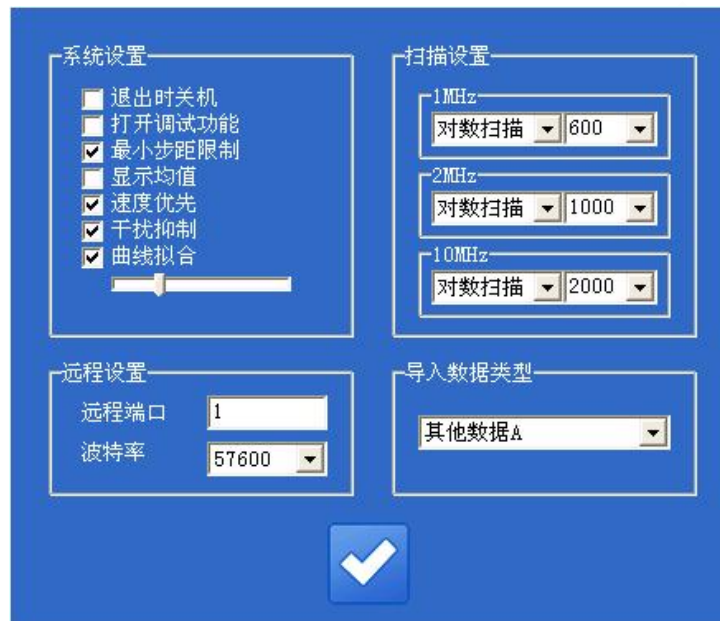 系统设置
退出时关机
打开调试功能
最小步距限制
显示均值
速度优先
干扰抑制
曲线拟合
扫描设置
1MHz
对数扫描 600
2MHz
对数扫描 1000
10MHz
对数扫描 2000
远程设置
远程端口 1
波特率 57600
导入数据类型
其他数据A